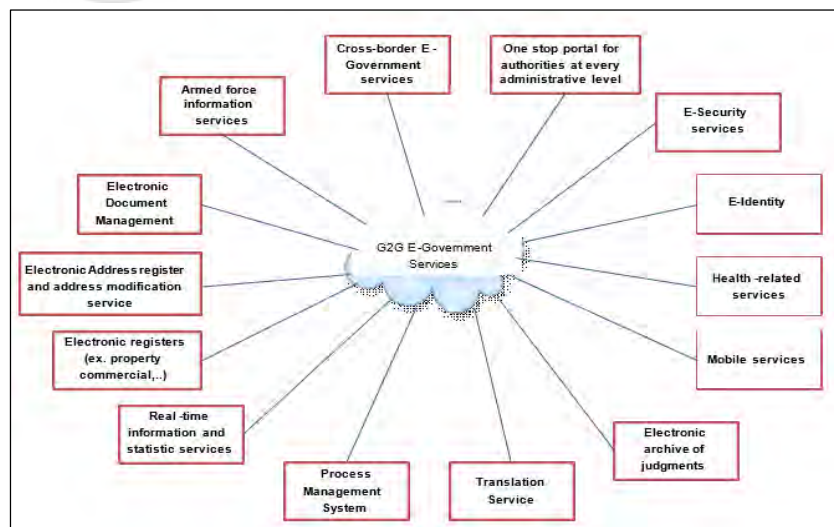 Cross-border E -
Government
services
One stop portal for
authorities at every
administrative level
Armed force
information
services
E-Security
services
Electronic
Document
Management
E-Identity
G2G E-Government
Services
Electronic Address register
and address modification
service
Health -related
services
Electronic registers
(ex. property
commercial,..)
Mobile services
Real -time
information and
statistic services
Electronic
archive of
judgments
Process
Management
System
Translation
Service